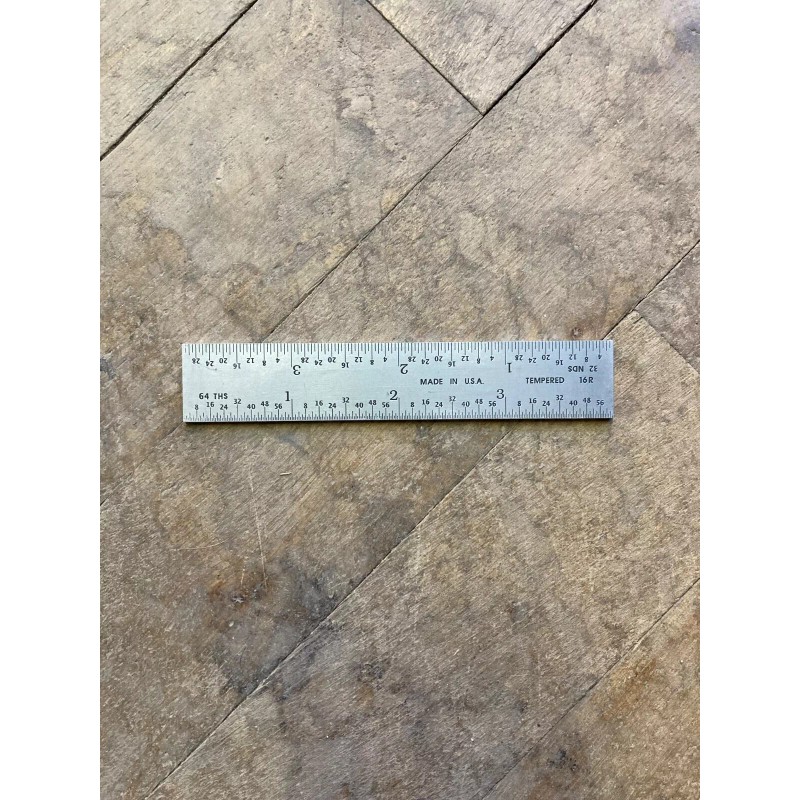 28 24 20 16 12 8 4 3 28 24 20 16 12 8 4 2 28 24 20 16 12 8 4 1 28 24 20 16 12 8 4
32 NDS
MADE IN U.S.A. TEMPERED 16R
64 THS 1 2 3
8 16 24 32 40 48 56 8 16 24 32 40 48 56 8 16 24 32 40 48 56 8 16 24 32 40 48 56